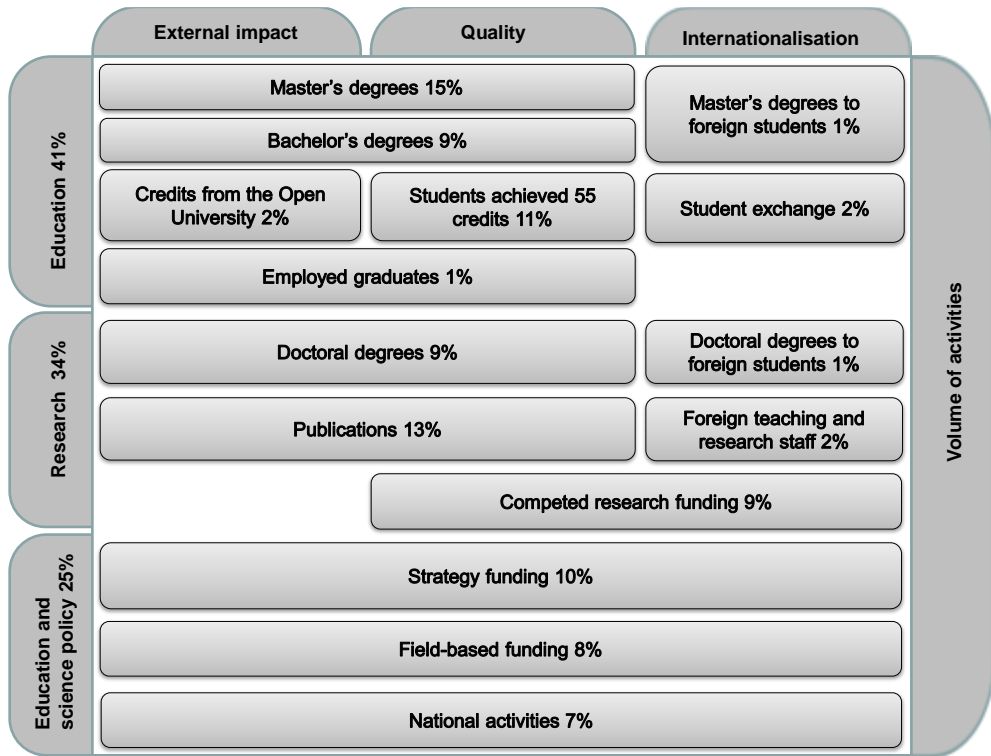 External impact
Quality
Internationalisation
Education 41%
Master's degrees 15%
Master's degrees to
foreign students 1%
Bachelor's degrees 9%
Credits from the Open
University 2%
Students achieved 55
credits 11%
Student exchange 2%
Employed graduates 1%
Research 34%
Doctoral degrees 9%
Doctoral degrees to
foreign students 1%
Publications 13%
Foreign teaching and
research staff 2%
Competed research funding 9%
Education and
science policy 25%
Strategy funding 10%
Field-based funding 8%
National activities 7%
Volume of activities